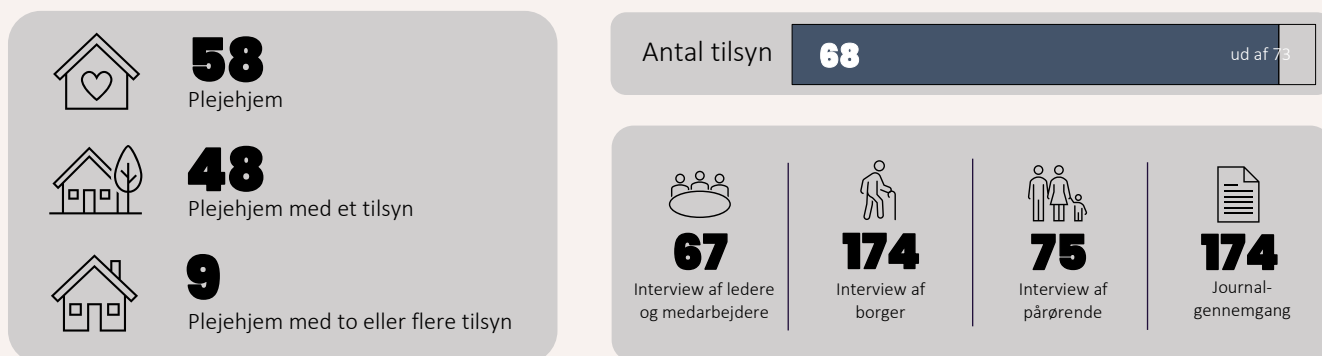 58
Plejehjem
48
Plejehjem med et tilsyn
9
Plejehjem med to eller flere tilsyn
Antal tilsyn
68
ud af 73
67
Interview af ledere
og medarbejdere
174
Interview af
borger
75
Interview af
pårørende
174
Journal-
gennemgang